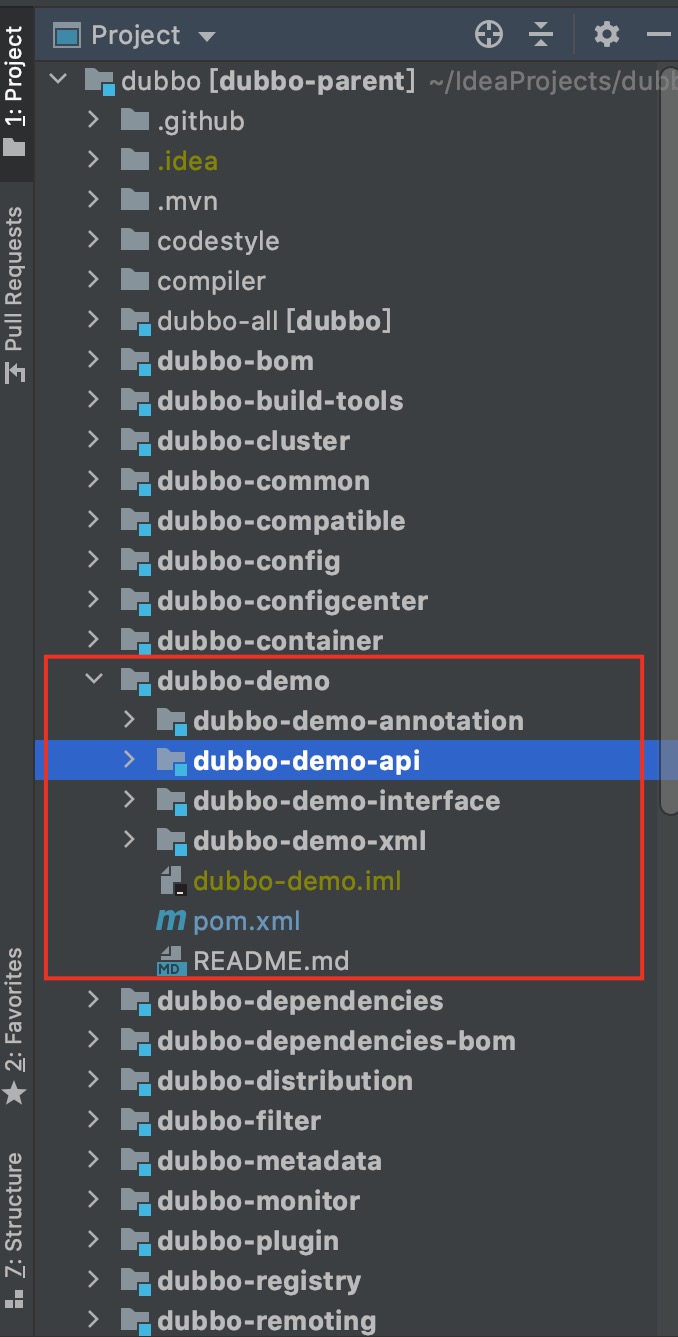 Project
dubbo [dubbo-parent] ~/IdeaProjects/dubb
.github
.idea
.mvn
codestyle
compiler
dubbo-all [dubbo]
dubbo-bom
dubbo-build-tools
dubbo-cluster
dubbo-common
dubbo-compatible
dubbo-config
dubbo-configcenter
dubbo-container
dubbo-demo
dubbo-demo-annotation
dubbo-demo-api
dubbo-demo-interface
dubbo-demo-xml
dubbo-demo.iml
m pom.xml
MD README.md
dubbo-dependencies
dubbo-dependencies-bom
dubbo-distribution
dubbo-filter
dubbo-metadata
dubbo-monitor
dubbo-plugin
dubbo-registry
dubbo-remoting
1: Project
Pull Requests
2: Favorites
7: Structure